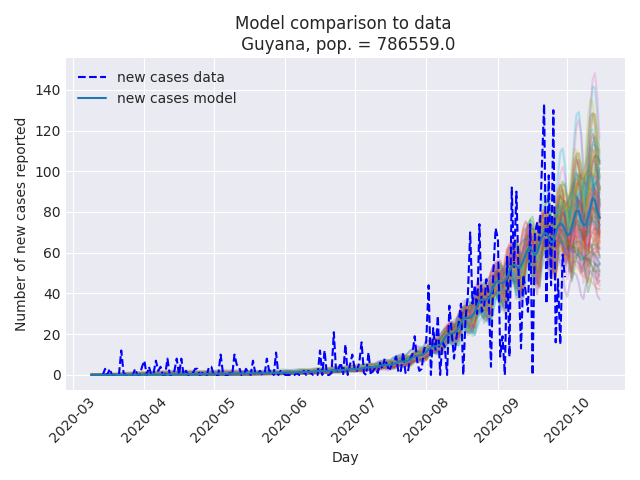 Model comparison to data
Guyana, pop. = 786559.0
new cases data
new cases model
Number of new cases reported
140
120
100
80
60
40
20
0
2020-03
2020-04
2020-05
2020-06
2020-07
2020-08
2020-09
2020-10
Day